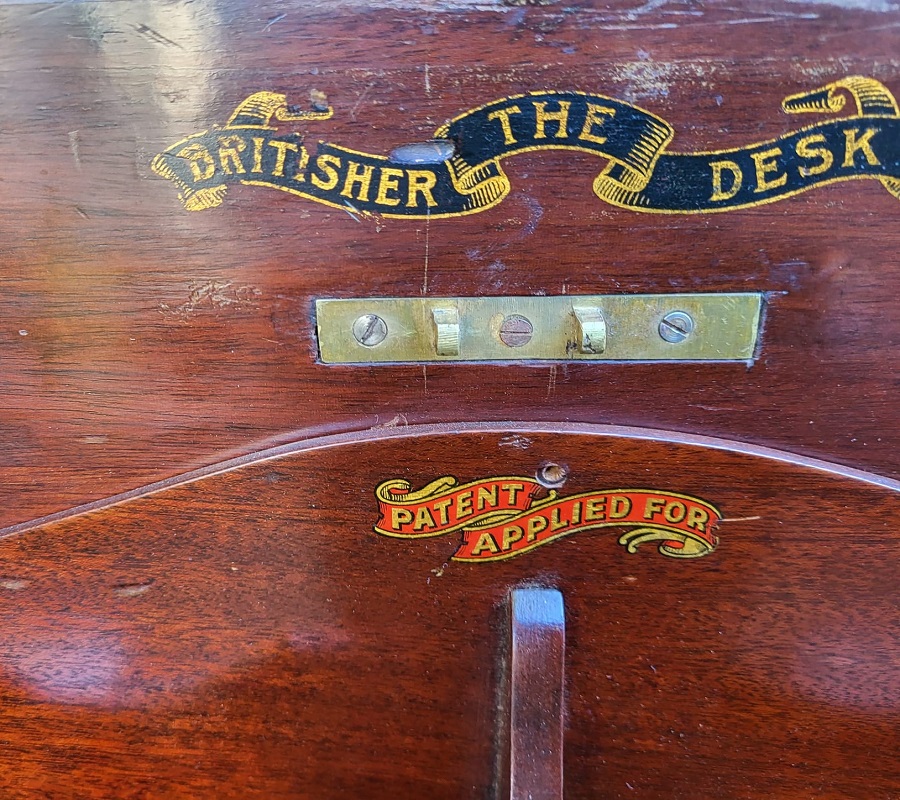 BRITISHER THE DESK
PATENT
APPLIED FOR